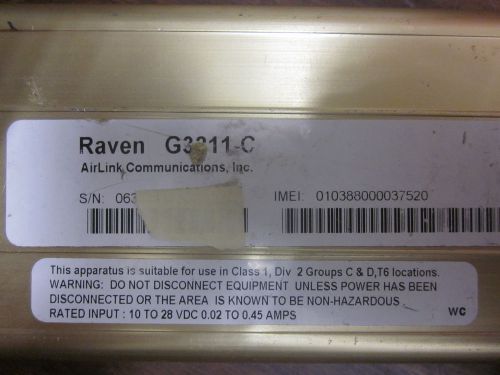 Raven G3211-C
AirLink Communications, Inc.
S/N: 063
IMEI: 010388000037520
This apparatus is suitable for use in Class 1, Div 2 Groups C & D,T6 locations.
WARNING: DO NOT DISCONNECT EQUIPMENT UNLESS POWER HAS BEEN
DISCONNECTED OR THE AREA IS KNOWN TO BE NON-HAZARDOUS
RATED INPUT : 10 TO 28 VDC 0.02 TO 0.45 AMPS
WC